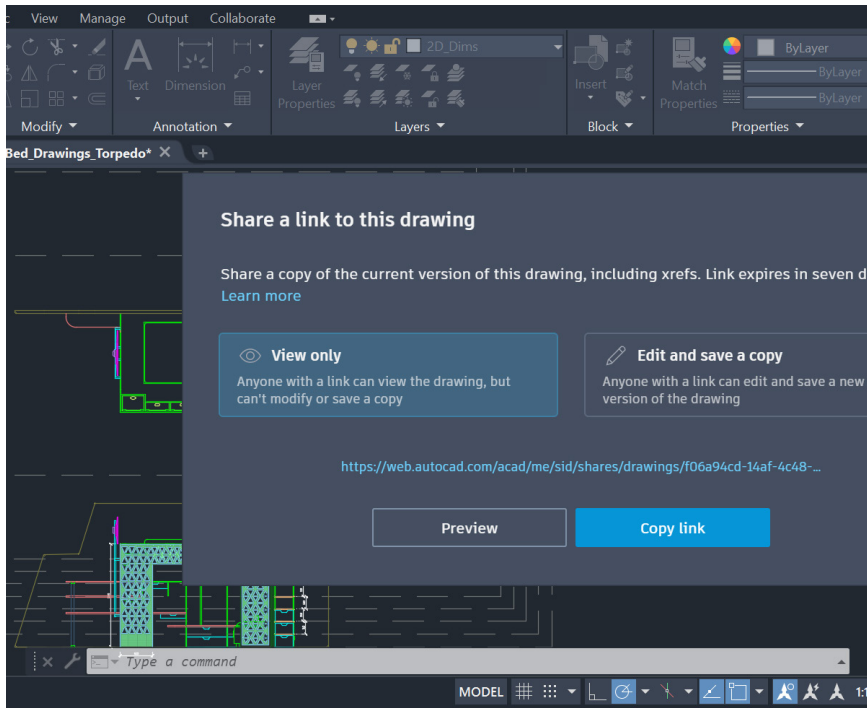 View Manage Output Collaborate
2D_Dims
ByLayer
Text Dimension
Layer Properties
Insert
Match Properties
ByLayer
ByLayer
Modify Annotation Layers Block Properties
Bed_Drawings_Torpedo*
Share a link to this drawing
Share a copy of the current version of this drawing, including xrefs. Link expires in seven
Learn more
View only
Anyone with a link can view the drawing, but
can't modify or save a copy
Edit and save a copy
Anyone with a link can edit and save a new
version of the drawing
https://web.autocad.com/acad/me/sid/shares/drawings/f06a94cd-14af-4c48-...
Preview Copy link
Type a command
MODEL